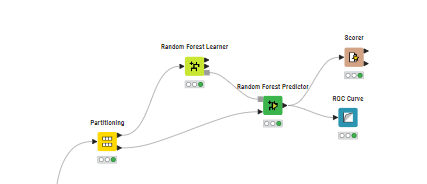 Scorer
Random Forest Learner
Random Forest Predictor
ROC Curve
Partitioning